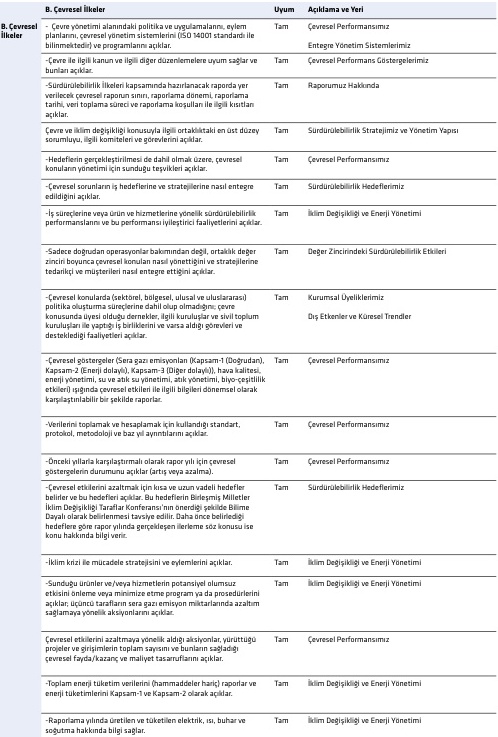 B. Çevresel İlkeler Uyum Açıklama ve Yeri
B. Çevresel
İlkeler
- Çevre yönetimi alanındaki politika ve uygulamalarını, eylem Tam Çevresel Performansımız
planlarını, çevresel yönetim sistemlerini (ISO 14001 standardı ile
bilinmektedir) ve programlarını açıklar. Entegre Yönetim Sistemlerimiz
-Çevre ile ilgili kanun ve ilgili diğer düzenlemelere uyum sağlar ve Tam Çevresel Performans Göstergelerimiz
bunları açıklar.
-Sürdürülebilirlik İlkeleri kapsamında hazırlanacak raporda yer Tam Raporumuz Hakkında
verilecek çevresel raporun sınırı, raporlama dönemi, raporlama
tarihi, veri toplama süreci ve raporlama koşulları ile ilgili kısıtları
açıklar.
Çevre ve iklim değişikliği konusuyla ilgili ortaklıktaki en üst düzey Tam Sürdürülebilirlik Stratejimiz ve Yönetim Yapısı
sorumluyu, ilgili komiteleri ve görevlerini açıklar.
-Hedeflerin gerçekleştirilmesi de dahil olmak üzere, çevresel Tam Çevresel Performansımız
konuların yönetimi için sunduğu teşvikleri açıklar.
-Çevresel sorunların iş hedeflerine ve stratejilerine nasıl entegre Tam Sürdürülebilirlik Hedeflerimiz
edildiğini açıklar.
-İş süreçlerine veya ürün ve hizmetlerine yönelik sürdürülebilirlik Tam İklim Değişikliği ve Enerji Yönetimi
performanslarını ve bu performansı iyileştirici faaliyetlerini açıklar.
-Sadece doğrudan operasyonlar bakımından değil, ortaklık değer Tam Değer Zincirindeki Sürdürülebilirlik Etkileri
zinciri boyunca çevresel konuları nasıl yönettiğini ve stratejilerine
tedarikçi ve müşterileri nasıl entegre ettiğini açıklar.
-Çevresel konularda (sektörel, bölgesel, ulusal ve uluslararası) Tam Kurumsal Üyeliklerimiz
politika oluşturma süreçlerine dahil olup olmadığını; çevre
konusunda üyesi olduğu dernekler, ilgili kuruluşlar ve sivil toplum Dış Etkenler ve Küresel Trendler
kuruluşları ile yaptığı iş birliklerini ve varsa aldığı görevleri ve
desteklediği faaliyetleri açıklar.
-Çevresel göstergeler (Sera gazı emisyonları (Kapsam-1 (Doğrudan), Tam Çevresel Performansımız
Kapsam-2 (Enerji dolaylı), Kapsam-3 (Diğer dolaylı)), hava kalitesi,
enerji yönetimi, su ve atık su yönetimi, atık yönetimi, biyo-çeşitlilik
etkileri) ışığında çevresel etkileri ile ilgili bilgileri dönemsel olarak
karşılaştırılabilir bir şekilde raporlar.
-Verilerini toplamak ve hesaplamak için kullandığı standart, Tam Çevresel Performansımız
protokol, metodoloji ve baz yıl ayrıntılarını açıklar.
-Önceki yıllarla karşılaştırmalı olarak rapor yılı için çevresel Tam Çevresel Performansımız
göstergelerin durumunu açıklar (artış veya azalma).
-Çevresel etkilerini azaltmak için kısa ve uzun vadeli hedefler Tam Sürdürülebilirlik Hedeflerimiz
belirler ve bu hedefleri açıklar. Bu hedeflerin Birleşmiş Milletler
İklim Değişikliği Taraflar Konferansı'nın önerdiği şekilde Bilime
Dayalı olarak belirlenmesi tavsiye edilir. Daha önce belirlediği
hedeflere göre rapor yılında gerçekleşen ilerleme söz konusu ise
konu hakkında bilgi verir.
-İklim krizi ile mücadele stratejisini ve eylemlerini açıklar. Tam İklim Değişikliği ve Enerji Yönetimi
-Sunduğu ürünler ve/veya hizmetlerin potansiyel olumsuz Tam İklim Değişikliği ve Enerji Yönetimi
etkisini önleme veya minimize etme program ya da prosedürlerini
açıklar; üçüncü tarafların sera gazı emisyon miktarlarında azaltım
sağlamaya yönelik aksiyonlarını açıklar.
Çevresel etkilerini azaltmaya yönelik aldığı aksiyonlar, yürüttüğü Tam Çevresel Performansımız
projeler ve girişimlerin toplam sayısını ve bunların sağladığı
çevresel fayda/kazanç ve maliyet tasarruflarını açıklar.
-Toplam enerji tüketim verilerini (hammaddeler hariç) raporlar ve Tam İklim Değişikliği ve Enerji Yönetimi
enerji tüketimlerini Kapsam-1 ve Kapsam-2 olarak açıklar.
-Raporlama yılında üretilen ve tüketilen elektrik, ısı, buhar ve Tam İklim Değişikliği ve Enerji Yönetimi
soğutma hakkında bilgi sağlar.